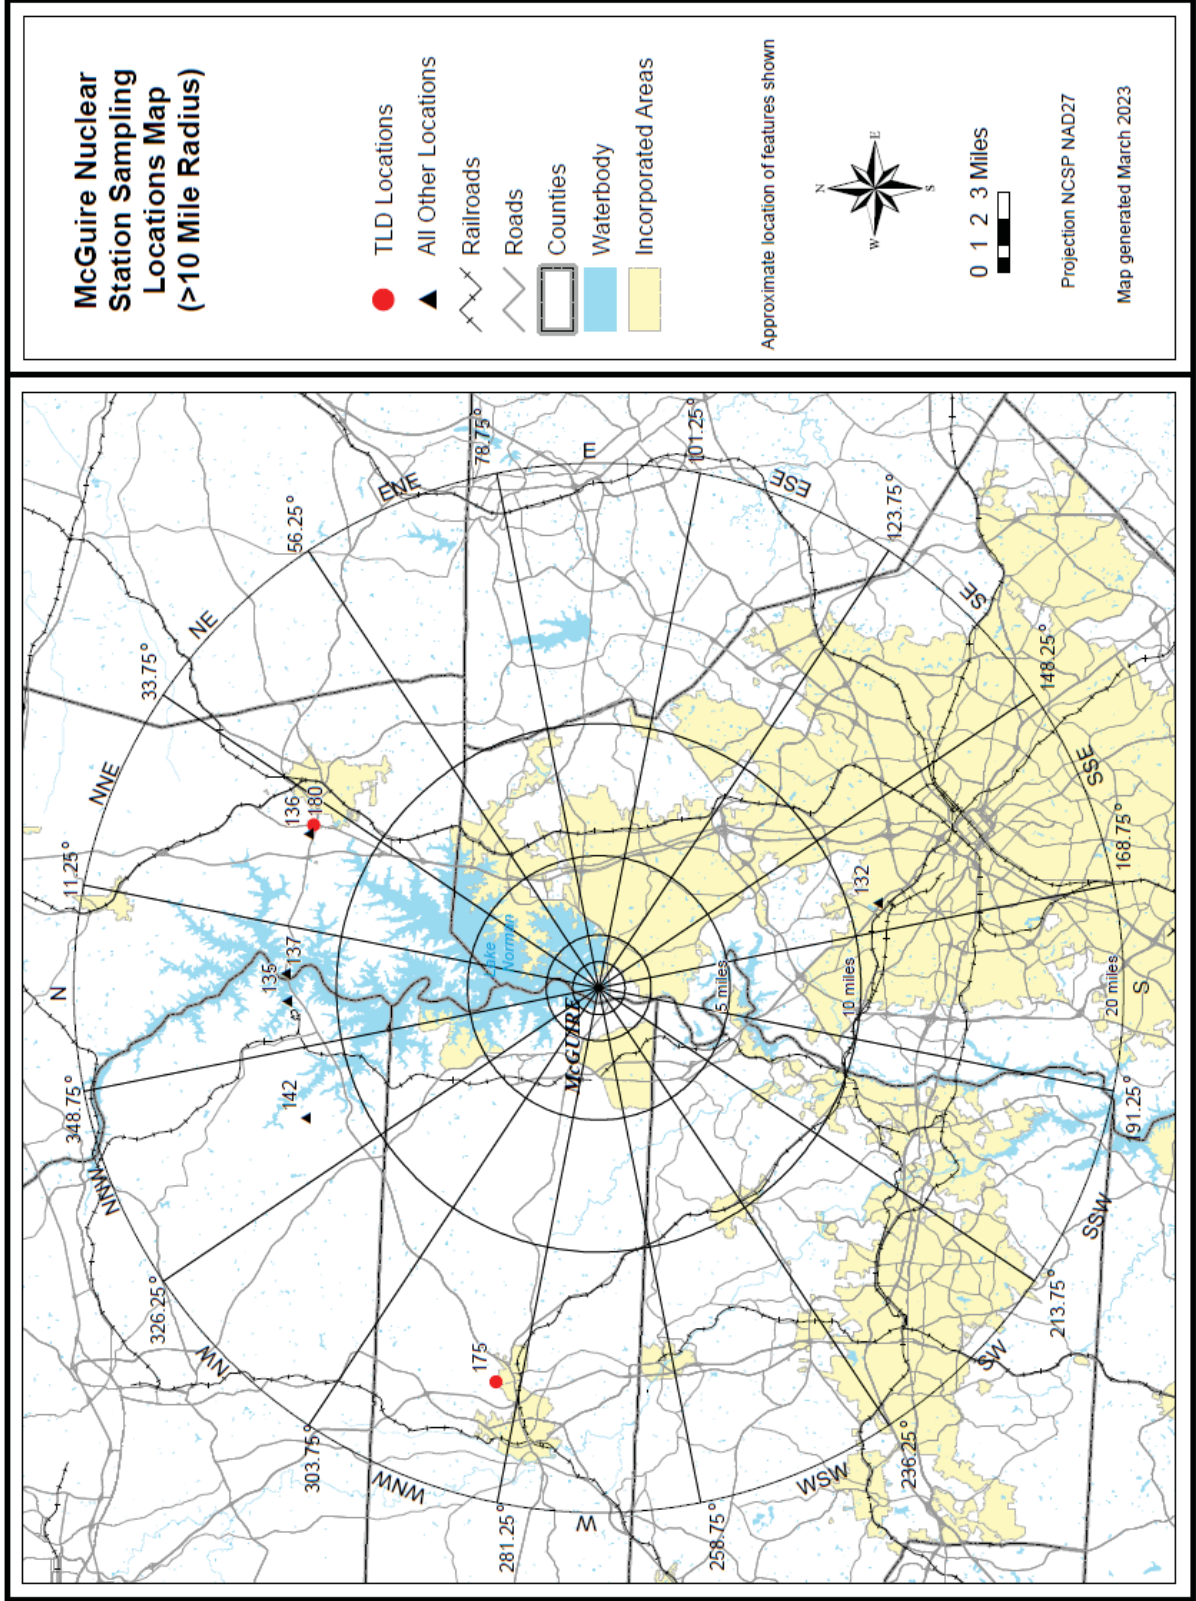 McGuire Nuclear
Station Sampling
Locations Map
(>10 Mile Radius)
TLD Locations
All Other Locations
Railroads
Roads
Counties
Waterbody
Incorporated Areas
Approximate location of features shown
N
E
S
W
0 1 2 3 Miles
Projection NCSP NAD27
Map generated March 2023
N
11.25°
NNE
33.75°
NE
56.25°
ENE
78.75°
E
101.25°
ESE
123.75°
SE
148.25°
SSE
168.75°
S
191.25°
SSW
213.75°
SW
236.25°
WSW
258.75°
W
281.25°
WNW
303.75°
NW
326.25°
NNW
348.75°
136
180
137
135
142
175
132
Lake
Norman
McGUIRE
5 miles
10 miles
20 miles